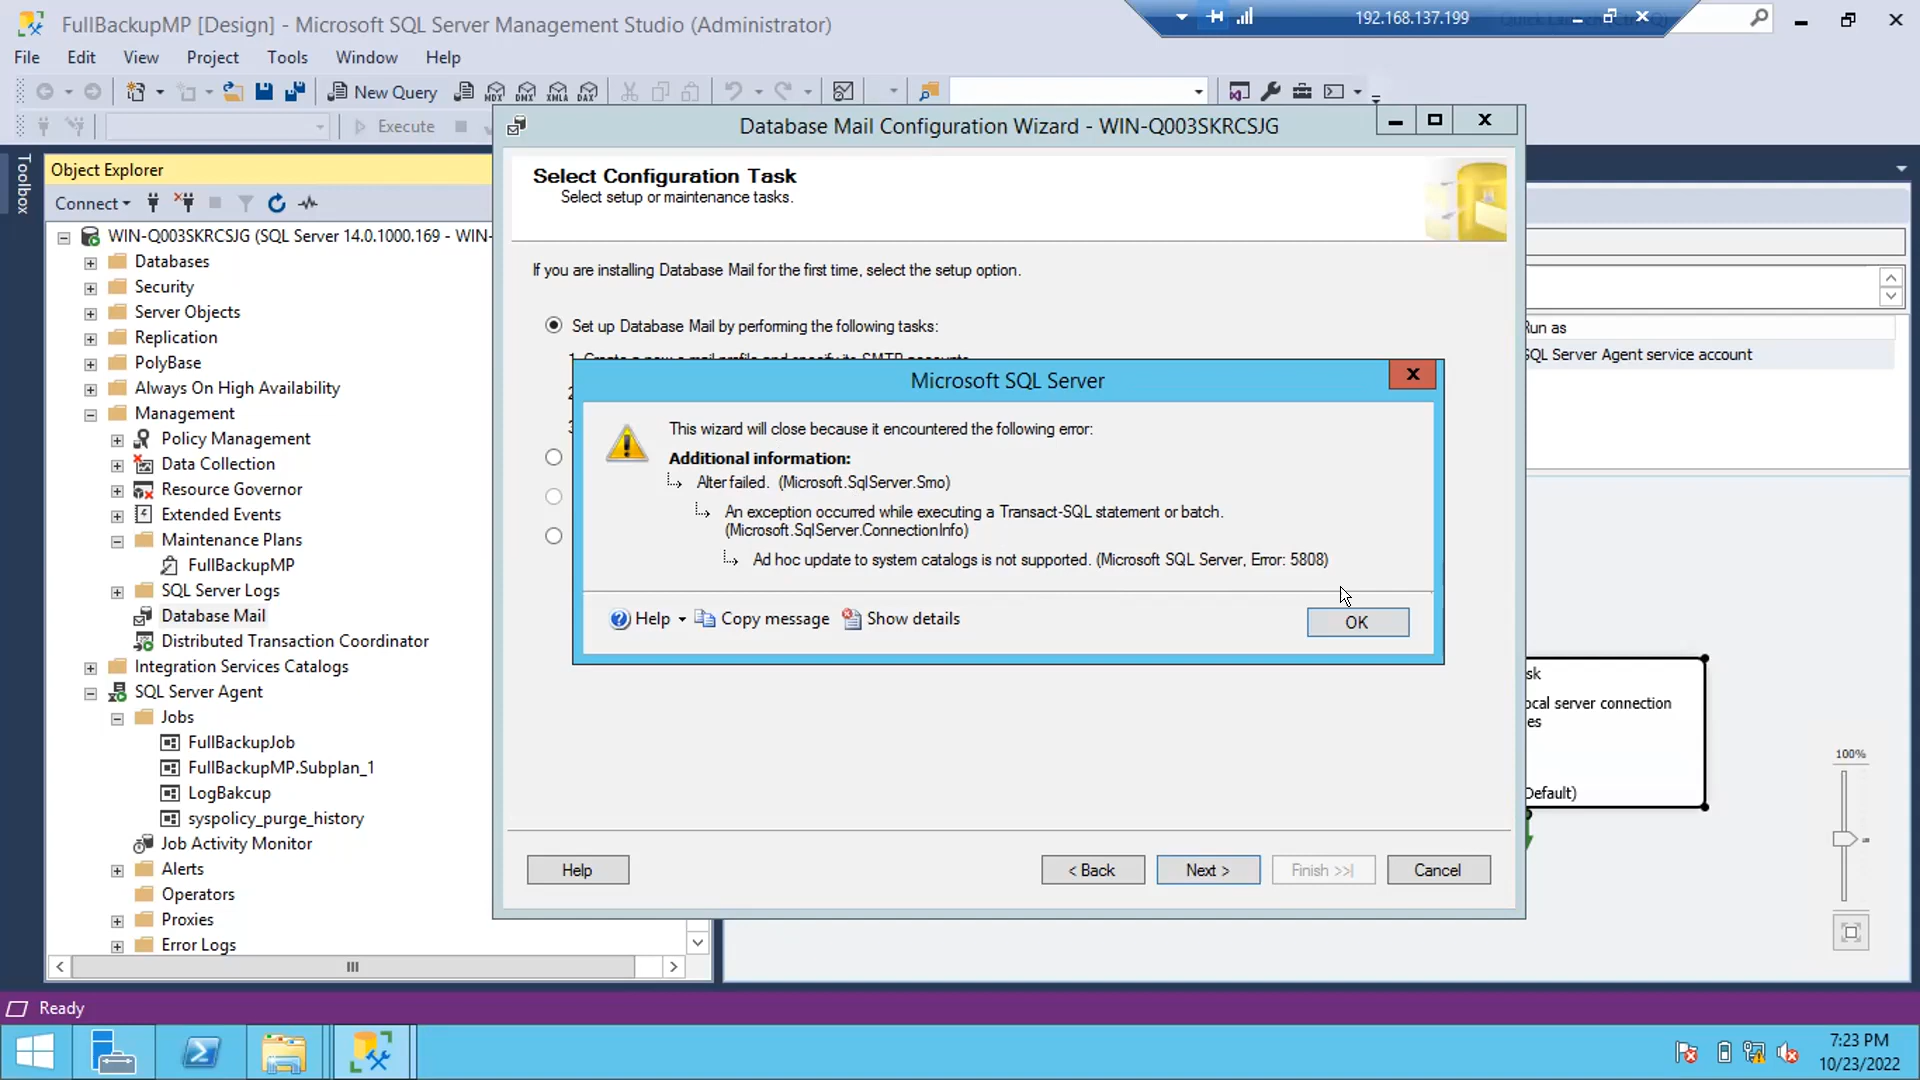 FullBackupMP [Design] - Microsoft SQL Server Management Studio (Administrator)
192.168.137.199
File Edit View Project Tools Window Help
New Query
MDX DMX XMLA DAX
Execute
Toolbox
Object Explorer
Connect
WIN-Q003SKRCSJG (SQL Server 14.0.1000.169 - WIN-
Databases
Security
Server Objects
Replication
PolyBase
Always On High Availability
Management
Policy Management
Data Collection
Resource Governor
Extended Events
Maintenance Plans
FullBackupMP
SQL Server Logs
Database Mail
Distributed Transaction Coordinator
Integration Services Catalogs
SQL Server Agent
Jobs
FullBackupJob
FullBackupMP.Subplan_1
LogBakcup
syspolicy_purge_history
Job Activity Monitor
Alerts
Operators
Proxies
Error Logs
Database Mail Configuration Wizard - WIN-Q003SKRCSJG
Select Configuration Task
Select setup or maintenance tasks.
If you are installing Database Mail for the first time, select the setup option.
Set up Database Mail by performing the following tasks:
Microsoft SQL Server
This wizard will close because it encountered the following error:
Additional information:
Alter failed. (Microsoft.SqlServer.Smo)
An exception occurred while executing a Transact-SQL statement or batch.
(Microsoft.SqlServer.ConnectionInfo)
Ad hoc update to system catalogs is not supported. (Microsoft SQL Server, Error: 5808)
Help Copy message Show details OK
Help < Back Next > Finish >>| Cancel
Run as
SQL Server Agent service account
sk
ocal server connection
es
Default)
100%
Ready
7:23 PM
10/23/2022